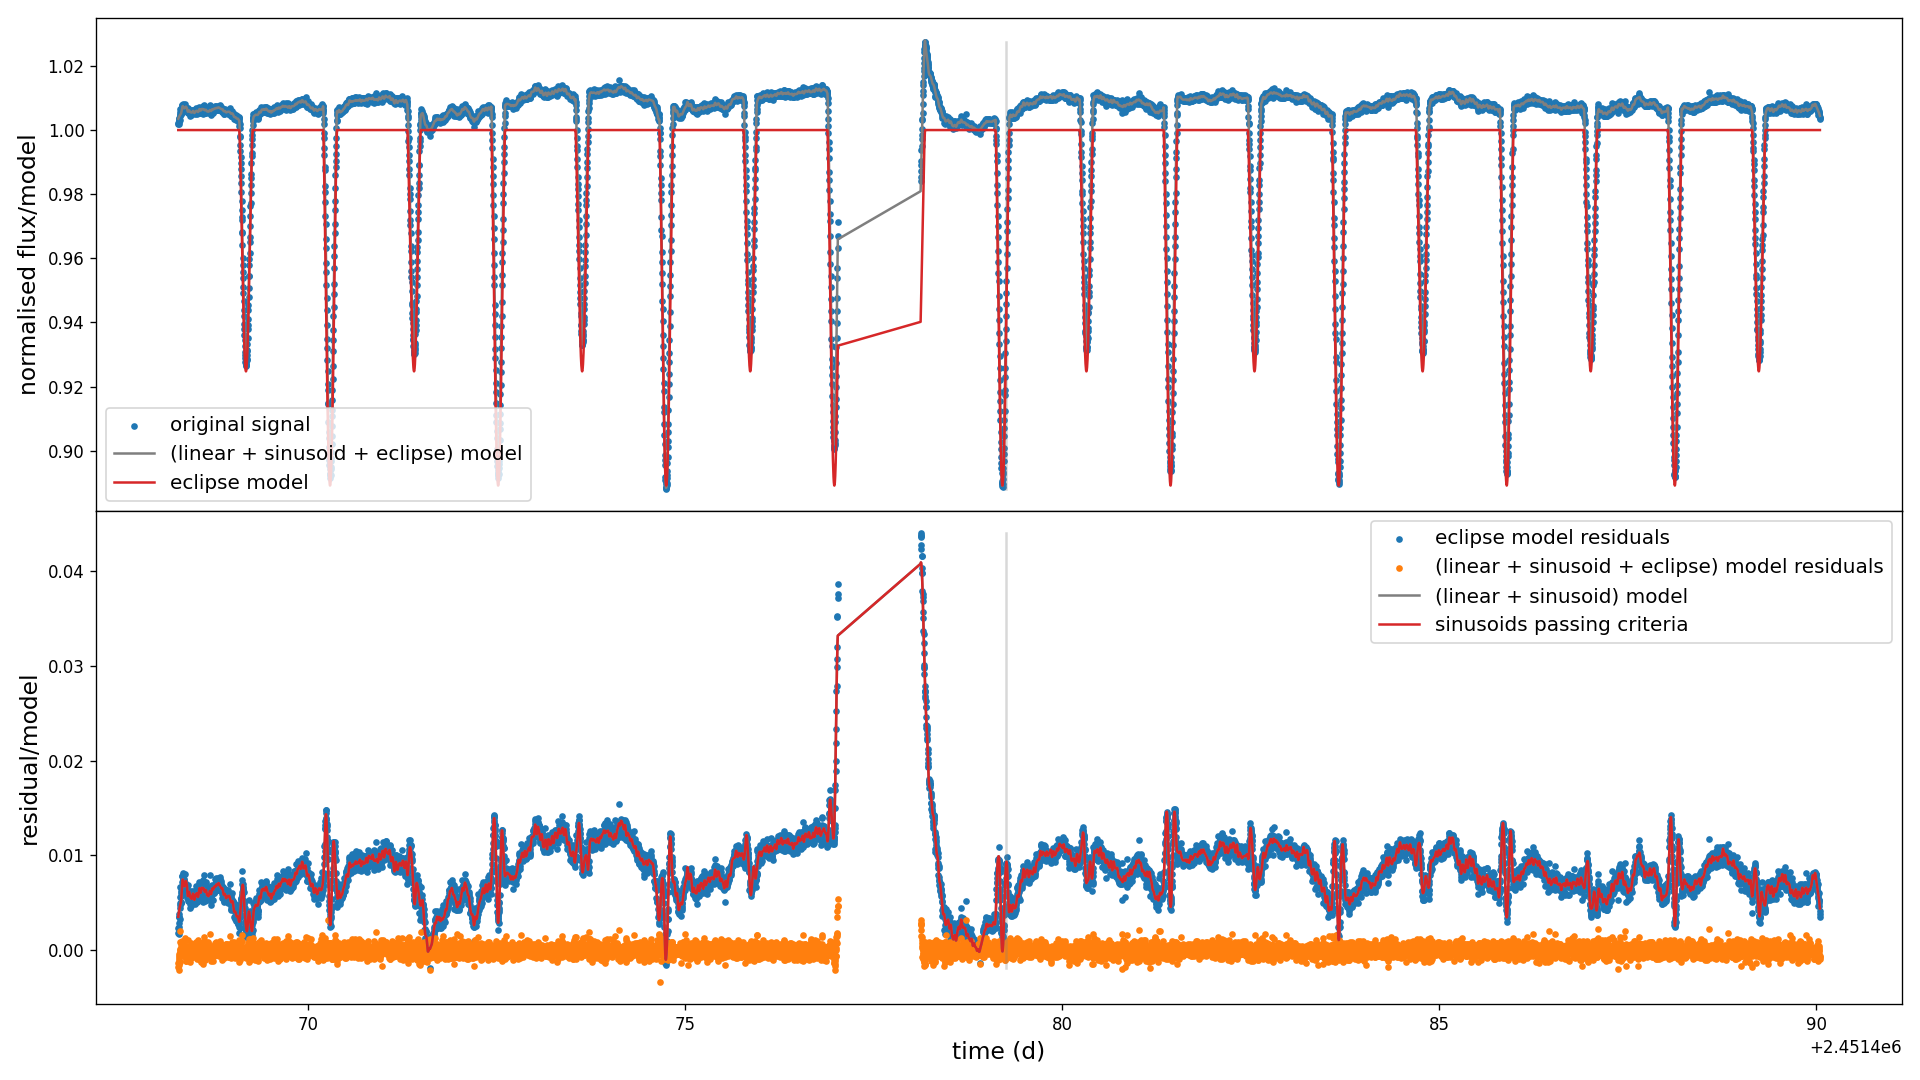 1.02
1.00
0.98
0.96
0.94
0.92
0.90
normalised flux/model
original signal
(linear + sinusoid + eclipse) model
eclipse model
0.04
0.03
0.02
0.01
0.00
residual/model
eclipse model residuals
(linear + sinusoid + eclipse) model residuals
(linear + sinusoid) model
sinusoids passing criteria
70 75 80 85 90
time (d)
+2.4514e6